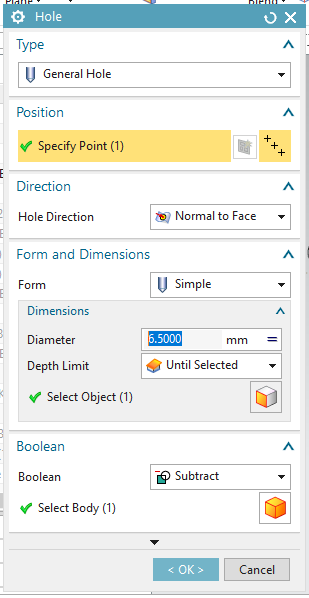 Plane
Blend
Hole
Type
General Hole
Position
Specify Point (1)
Direction
Hole Direction
Normal to Face
Form and Dimensions
Form
Simple
Dimensions
Diameter
6.5000
mm
=
Depth Limit
Until Selected
Select Object (1)
Boolean
Boolean
Subtract
Select Body (1)
< OK >
Cancel